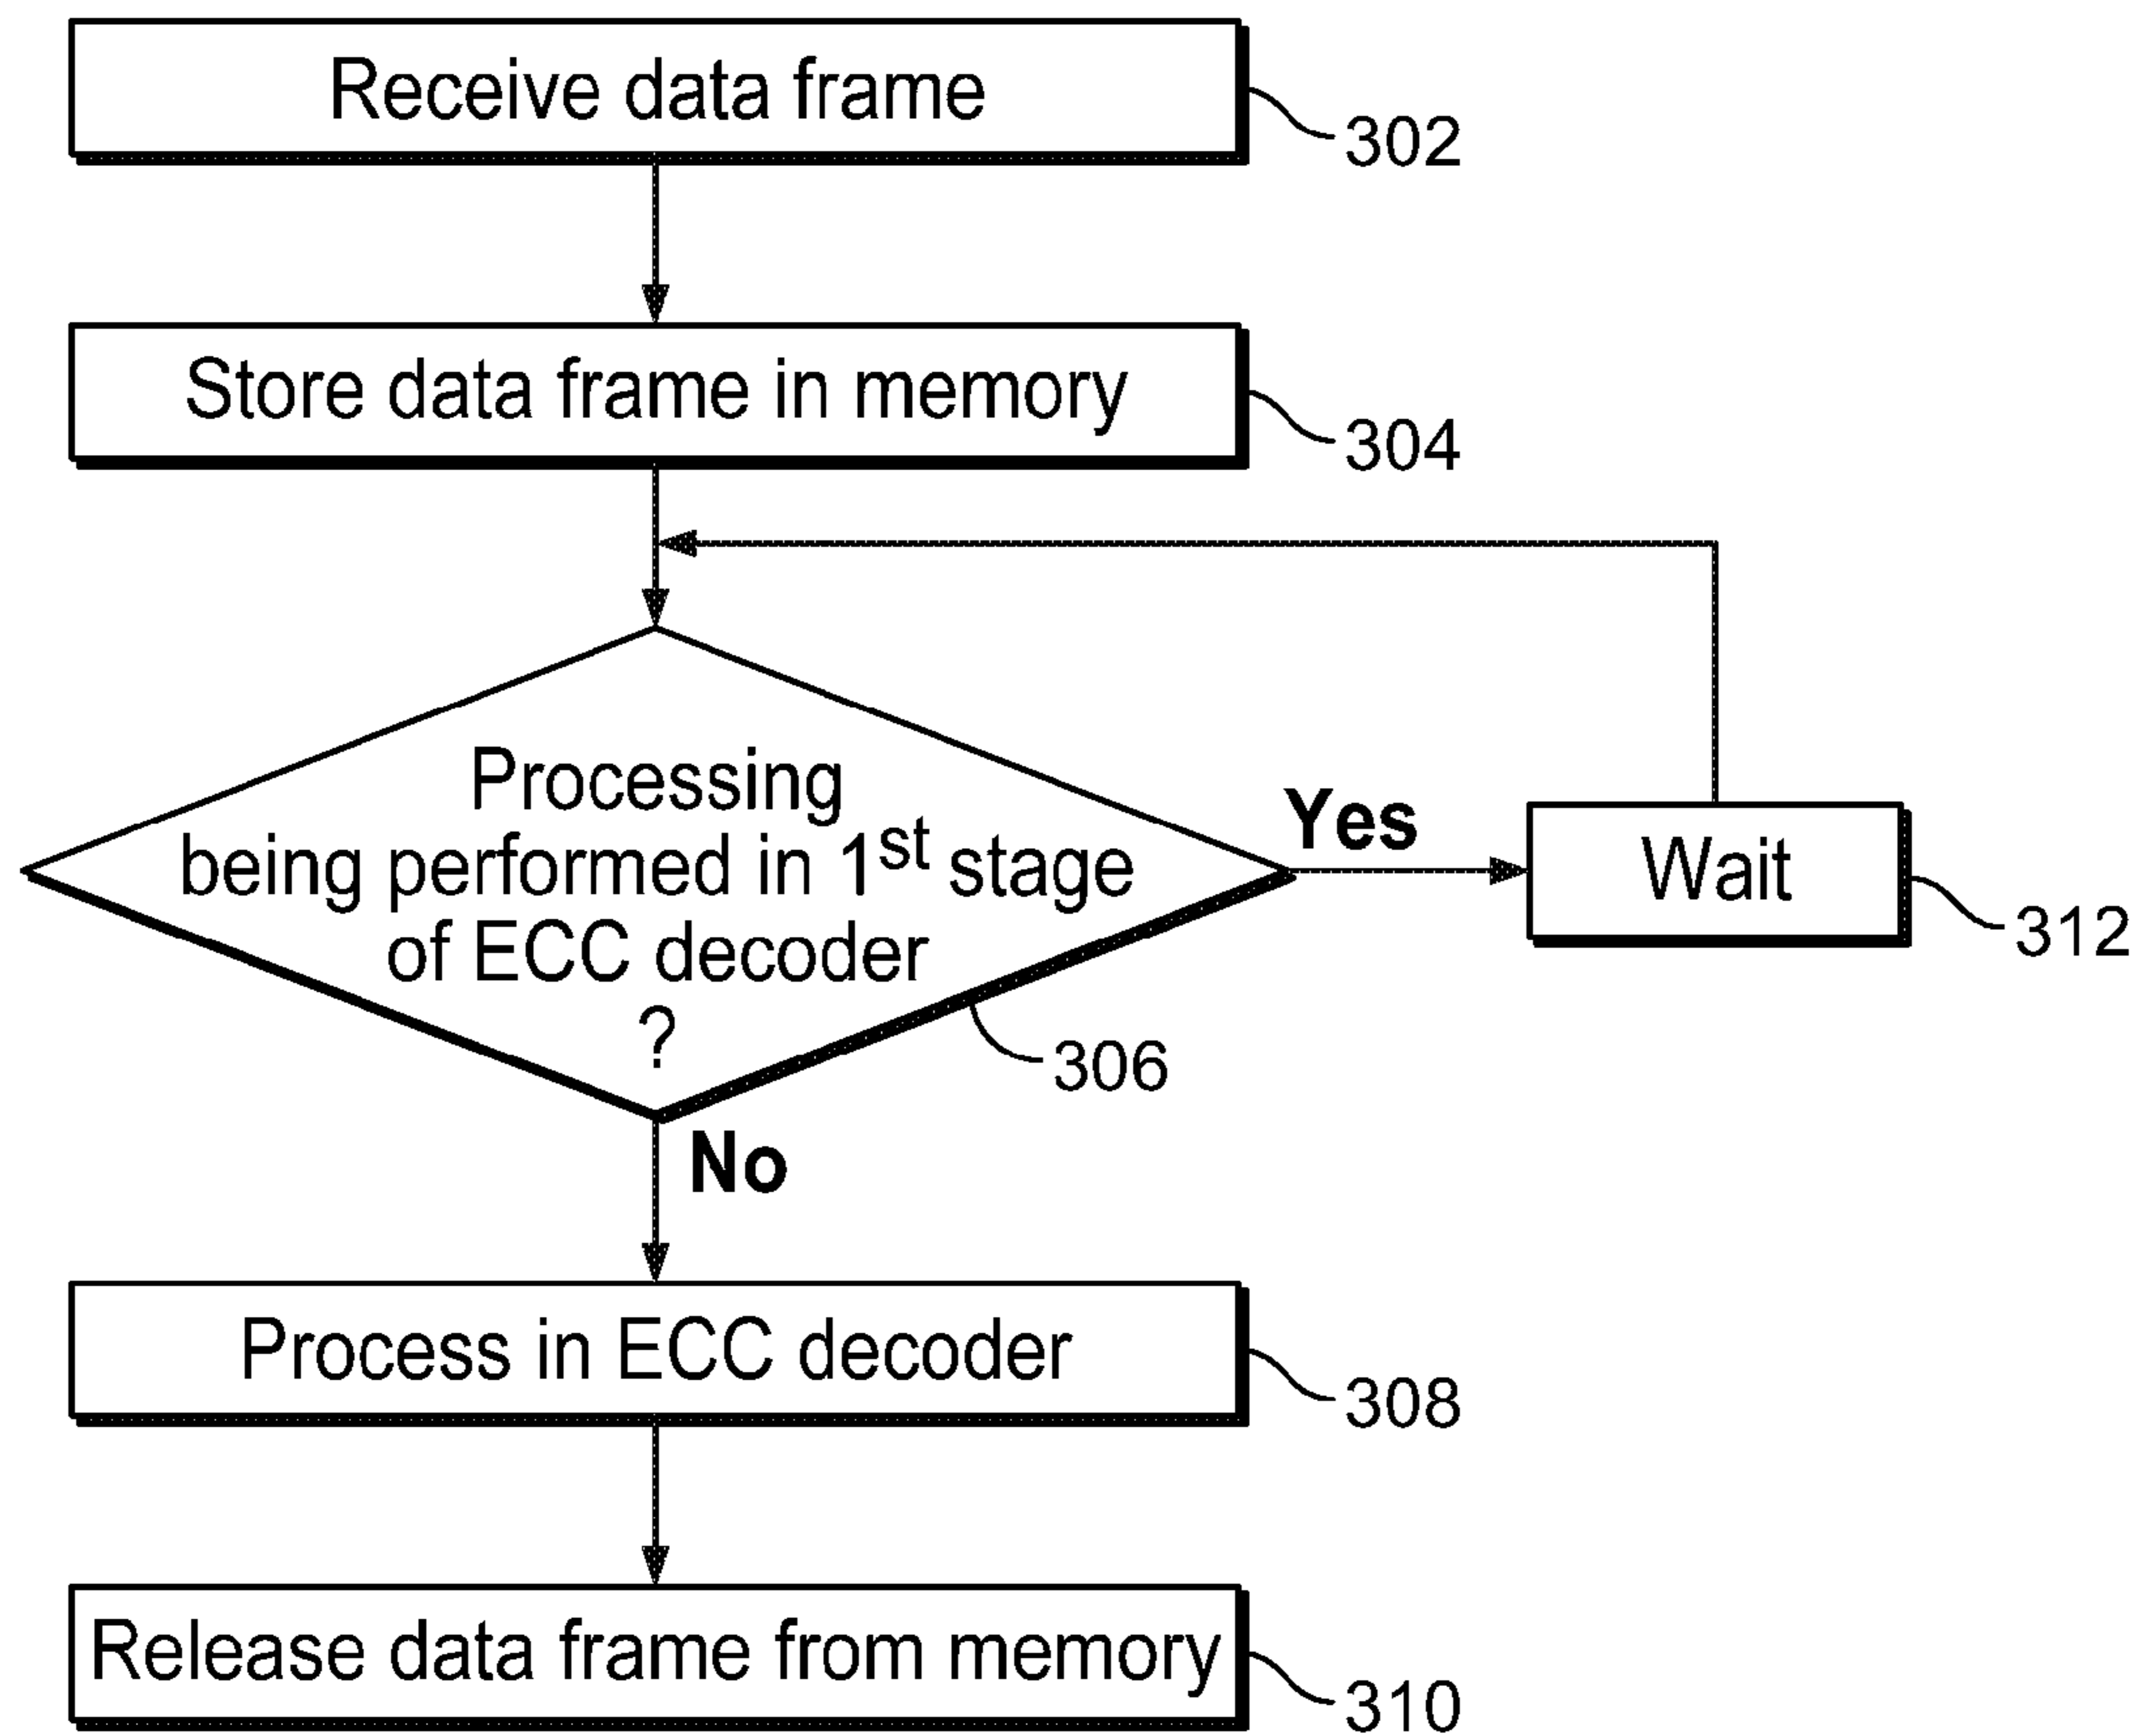 Receive data frame
302
Store data frame in memory
304
Processing
being performed in 1st stage
of ECC decoder
?
306
Yes
Wait
312
No
Process in ECC decoder
308
Release data frame from memory
310